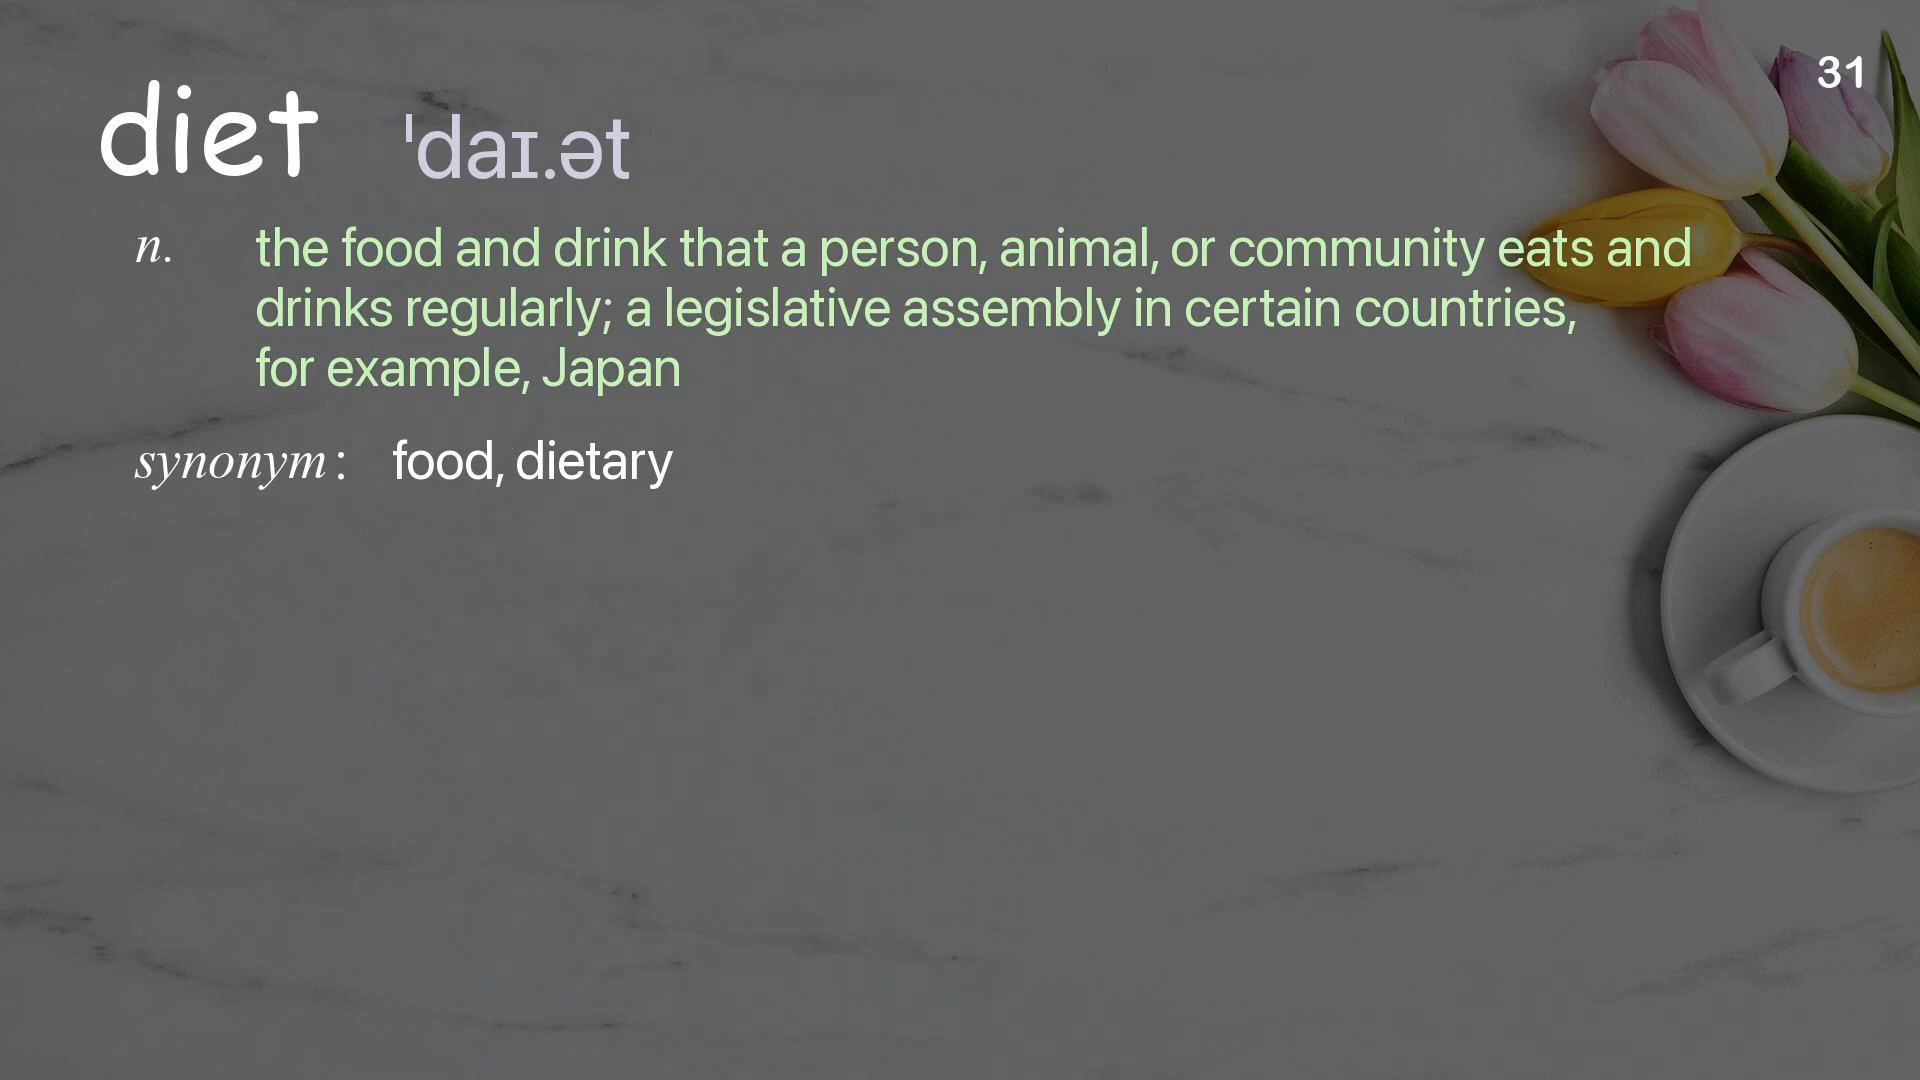 31
diet ˈdaɪ.ət
n. the food and drink that a person, animal, or community eats and
drinks regularly; a legislative assembly in certain countries,
for example, Japan
synonym: food, dietary